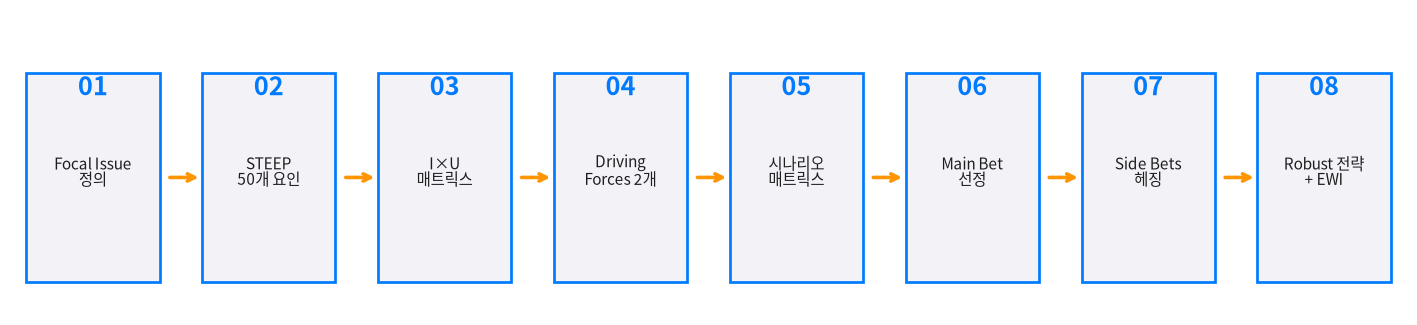 01
Focal Issue
정의
02
STEEP
50개 요인
03
I×U
매트릭스
04
Driving
Forces 2개
05
시나리오
매트릭스
06
Main Bet
선정
07
Side Bets
헤징
08
Robust 전략
+ EWI